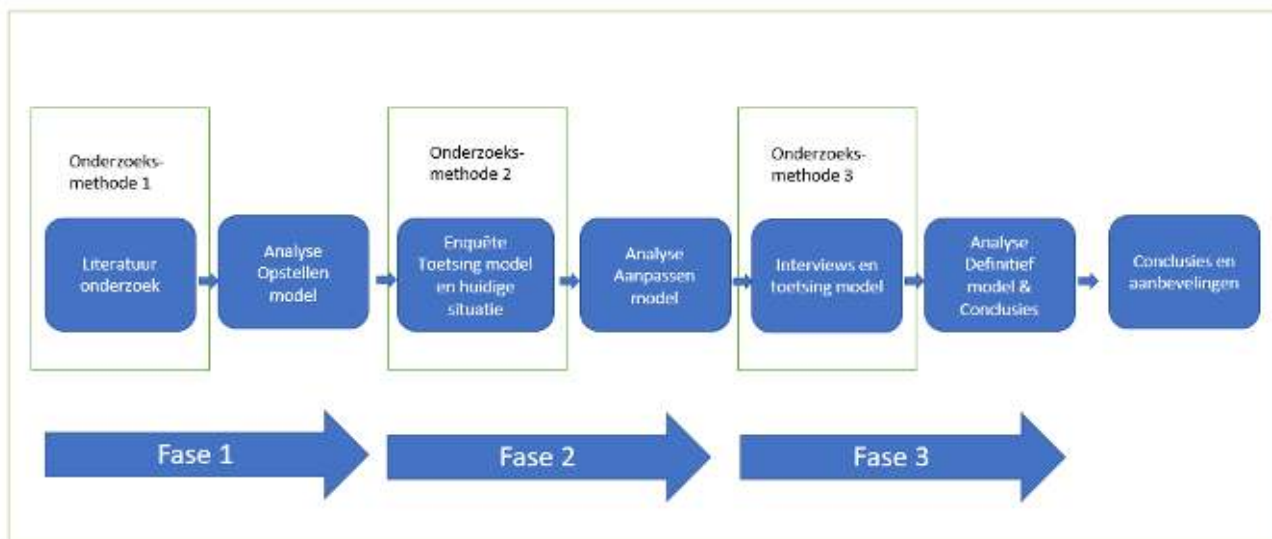 Onderzoeks-
methode 1
Literatuur
onderzoek
Analyse
Opstellen
model
Onderzoeks-
methode 2
Enquête
Toetsing model
en huidige
situatie
Analyse
Aanpassen
model
Onderzoeks-
methode 3
Interviews en
toetsing model
Analyse
Definitief
model &
Conclusies
Conclusies en
aanbevelingen
Fase 1
Fase 2
Fase 3